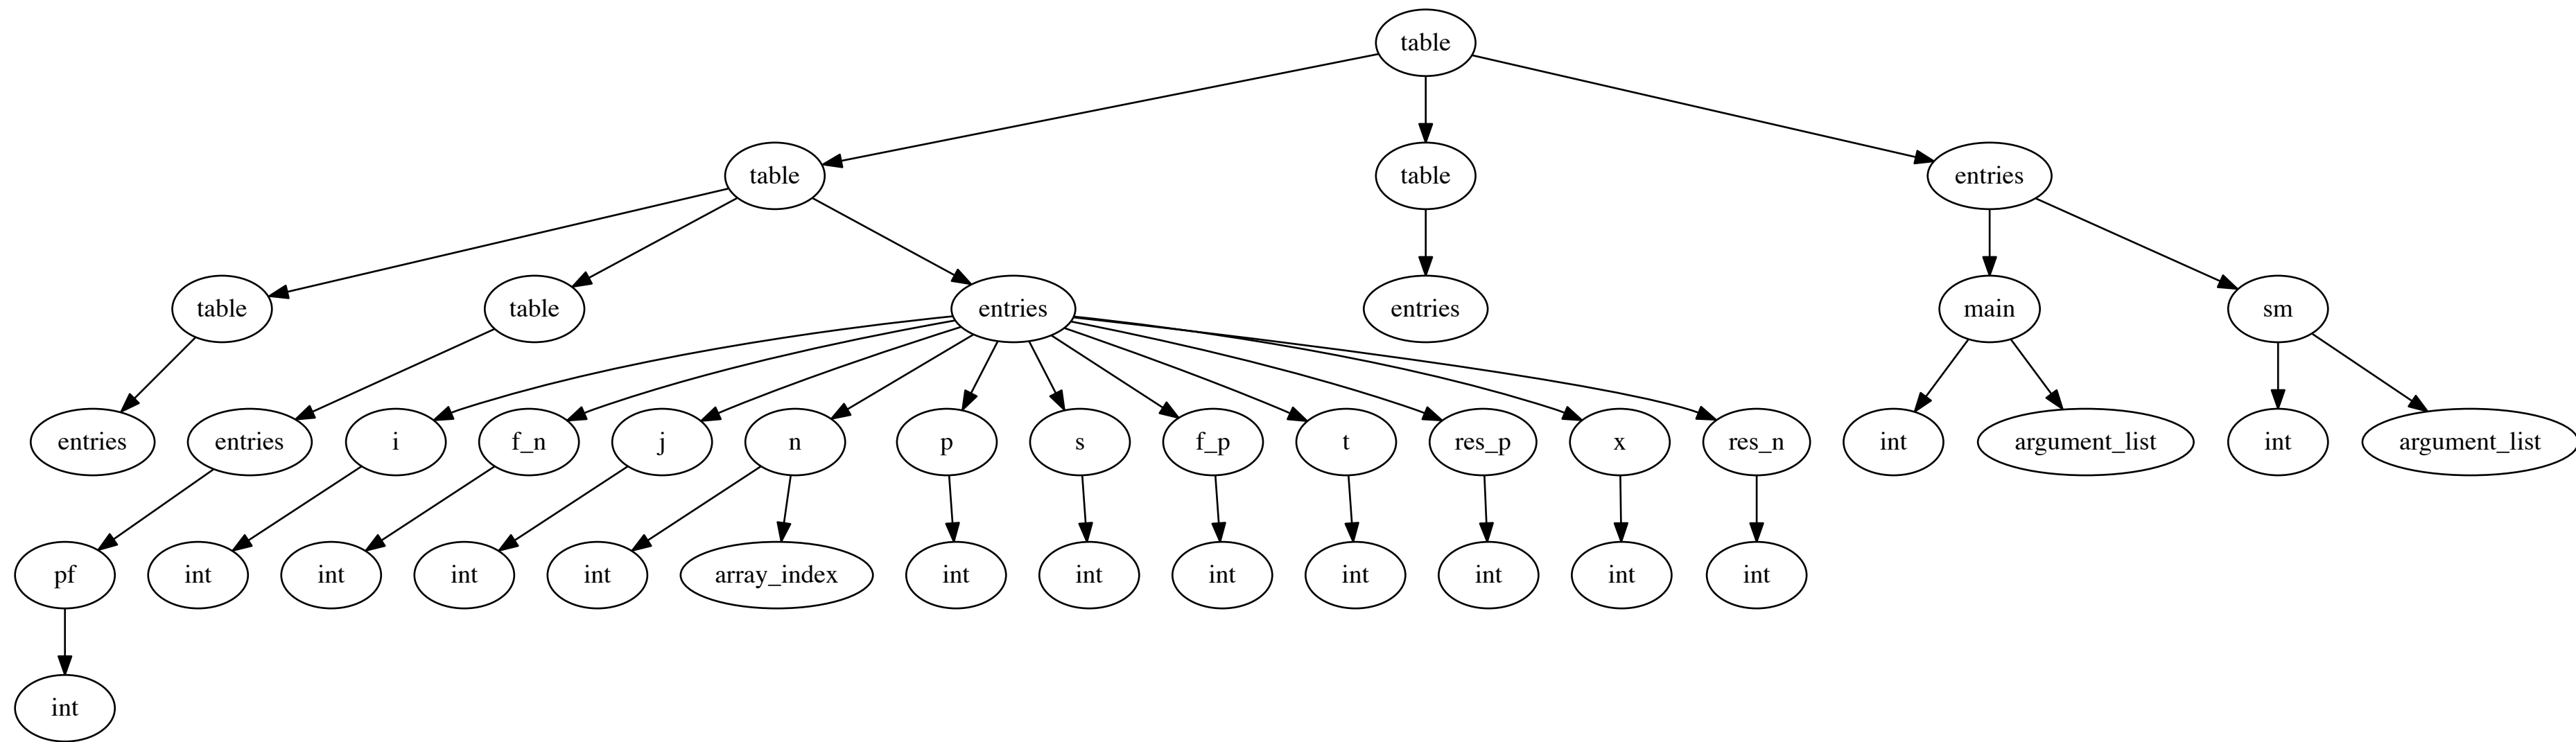 table
table table entries
table table entries entries main sm
entries entries i f_n j n p s f_p t res_p x res_n int argument_list int argument_list
pf int int int int array_index int int int int int int int
int